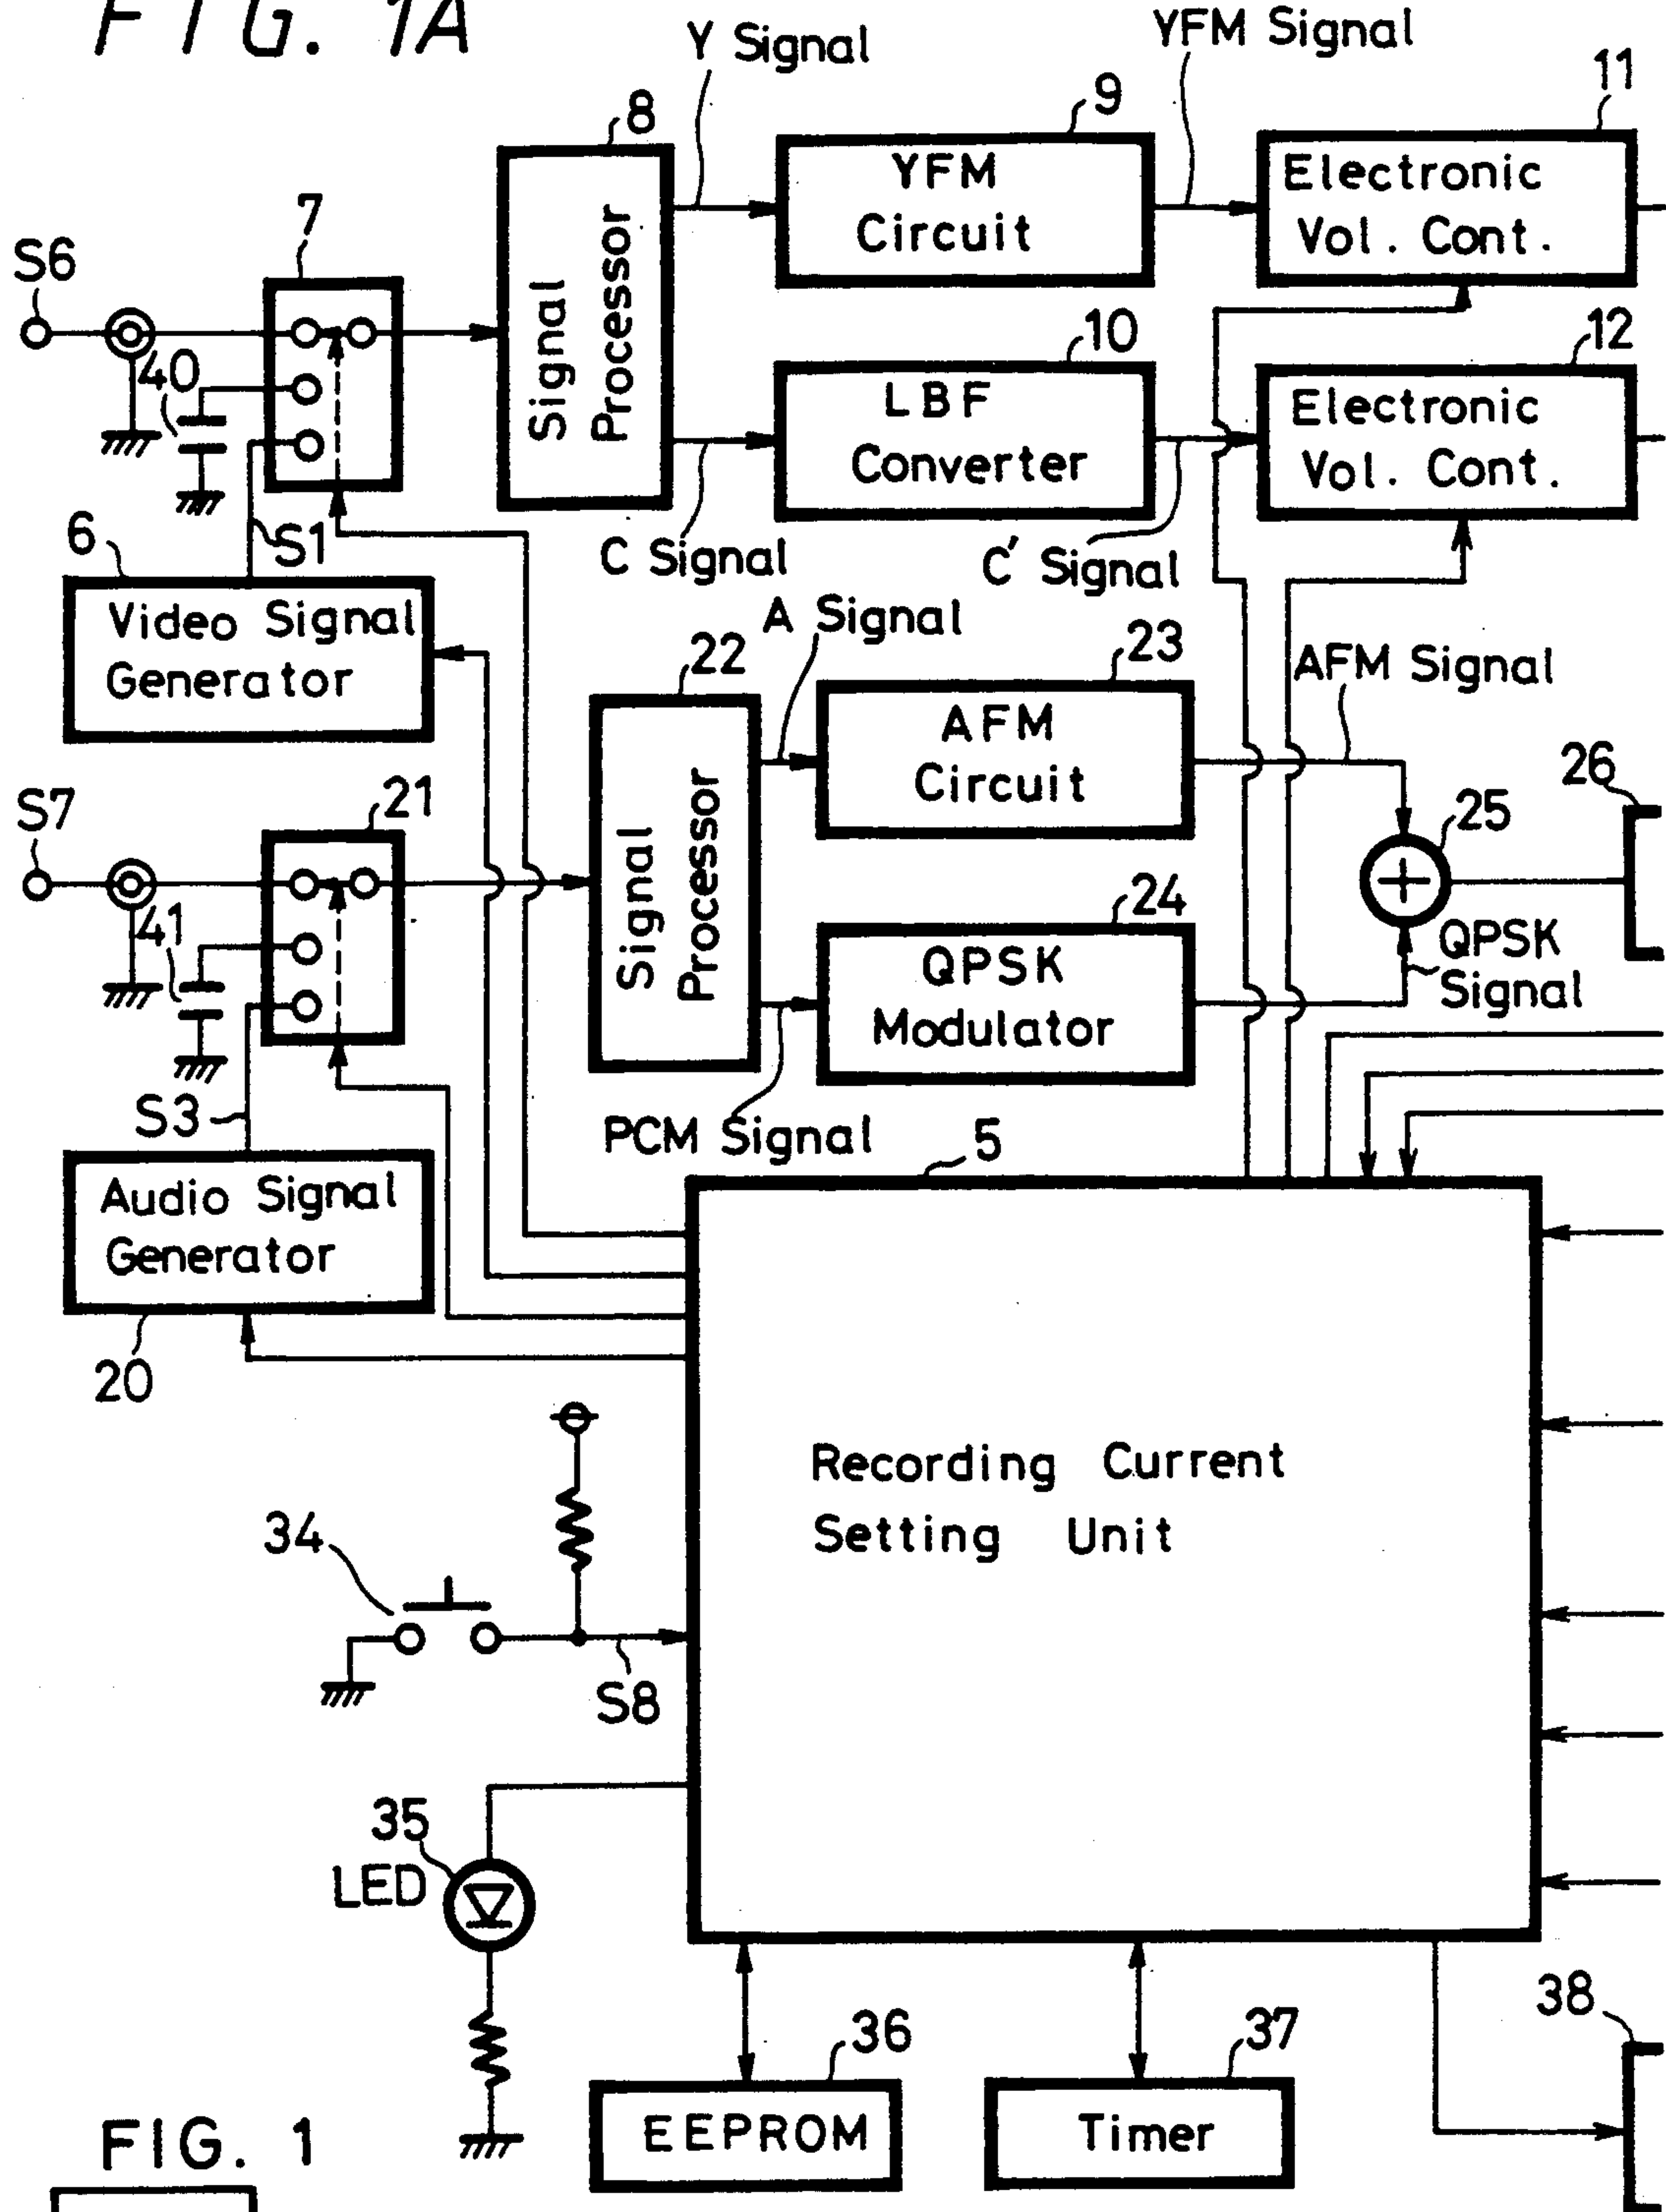 FIG. 1A
Y Signal
YFM Signal
8
9
11
YFM
Circuit
Electronic
Vol. Cont.
7
S6
Signal
Processor
40
10
12
LBF
Converter
Electronic
Vol. Cont.
S1
6
C Signal
C' Signal
Video Signal
Generator
A Signal
22
23
AFM Signal
AFM
Circuit
26
S7
21
25
Signal
Processor
41
24
QPSK
Modulator
QPSK
Signal
S3
PCM Signal
5
Audio Signal
Generator
20
Recording Current
Setting Unit
34
S8
35
LED
36
37
38
EEPROM
Timer
FIG. 1